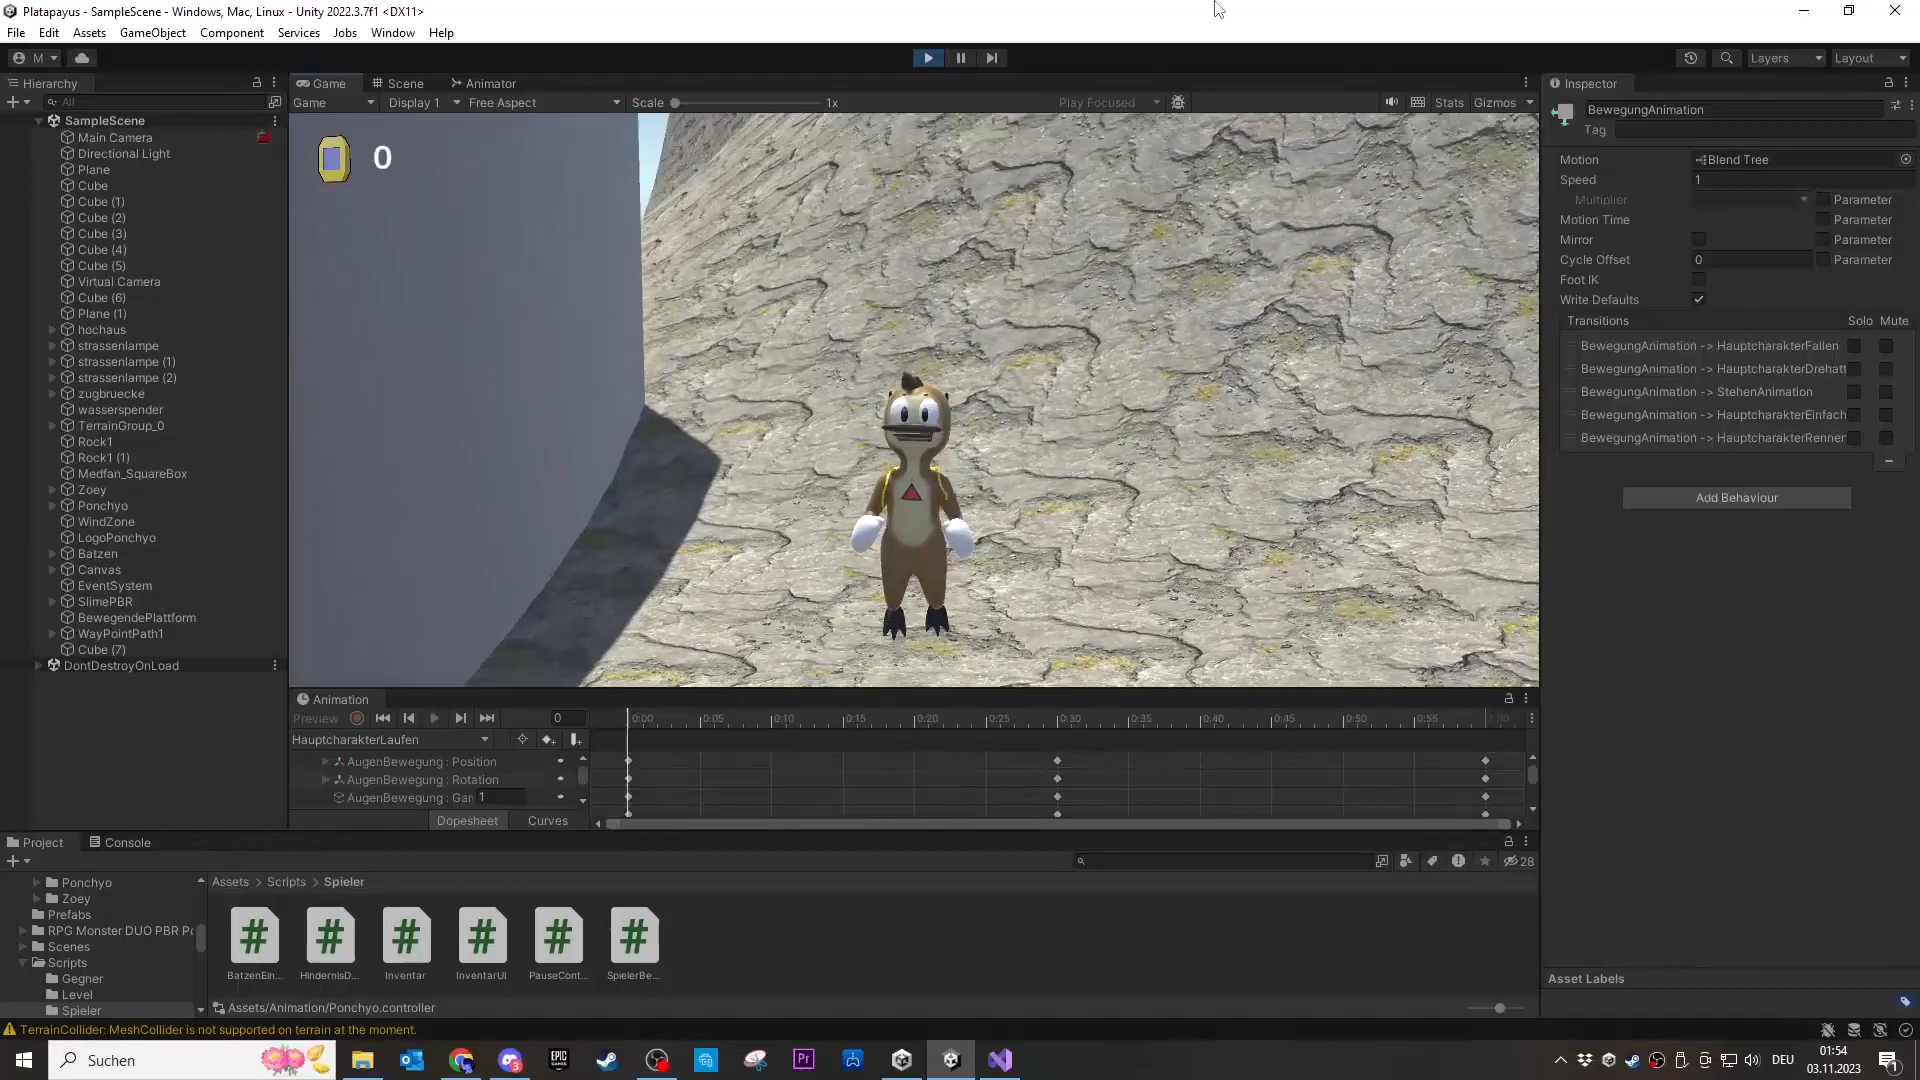 Platapayus - SampleScene - Windows, Mac, Linux - Unity 2022.3.7f1 <DX11>
File Edit Assets GameObject Component Services Jobs Window Help
M Layers Layout
Hierarchy Game Scene Animator Inspector
All Game Display 1 Free Aspect Scale 1x Play Focused Stats Gizmos
BewegungAnimation
Tag
SampleScene
Main Camera
Directional Light
Plane
Cube
Cube (1)
Cube (2)
Cube (3)
Cube (4)
Cube (5)
Virtual Camera
Cube (6)
Plane (1)
hochaus
strassenlampe
strassenlampe (1)
strassenlampe (2)
zugbruecke
wasserspender
TerrainGroup_0
Rock1
Rock1 (1)
Medfan_SquareBox
Zoey
Ponchyo
WindZone
LogoPonchyo
Batzen
Canvas
EventSystem
SlimePBR
BewegendePlattform
WayPointPath1
Cube (7)
DontDestroyOnLoad
0
Motion Blend Tree
Speed 1
Multiplier Parameter
Motion Time Parameter
Mirror Parameter
Cycle Offset 0 Parameter
Foot IK
Write Defaults
Transitions Solo Mute
BewegungAnimation -> HauptcharakterFallen
BewegungAnimation -> HauptcharakterDrehatt
BewegungAnimation -> StehenAnimation
BewegungAnimation -> HauptcharakterEinfach
BewegungAnimation -> HauptcharakterRenner
Add Behaviour
Animation
Preview 0 0:00 0:05 0:10 0:15 0:20 0:25 0:30 0:35 0:40 0:45 0:50 0:55 1:00
HauptcharakterLaufen
AugenBewegung : Position
AugenBewegung : Rotation
AugenBewegung : Gar 1
Dopesheet Curves
Project Console
28
Ponchyo
Zoey
Prefabs
RPG Monster DUO PBR Po
Scenes
Scripts
Gegner
Level
Spieler
Assets > Scripts > Spieler
BatzenEin... HindernisD... Inventar InventarUI PauseCont... SpielerBe...
Assets/Animation/Ponchyo.controller
Asset Labels
TerrainCollider: MeshCollider is not supported on terrain at the moment.
Suchen
EPIC GAMES
3
Pr
DEU
01:54
03.11.2023
1